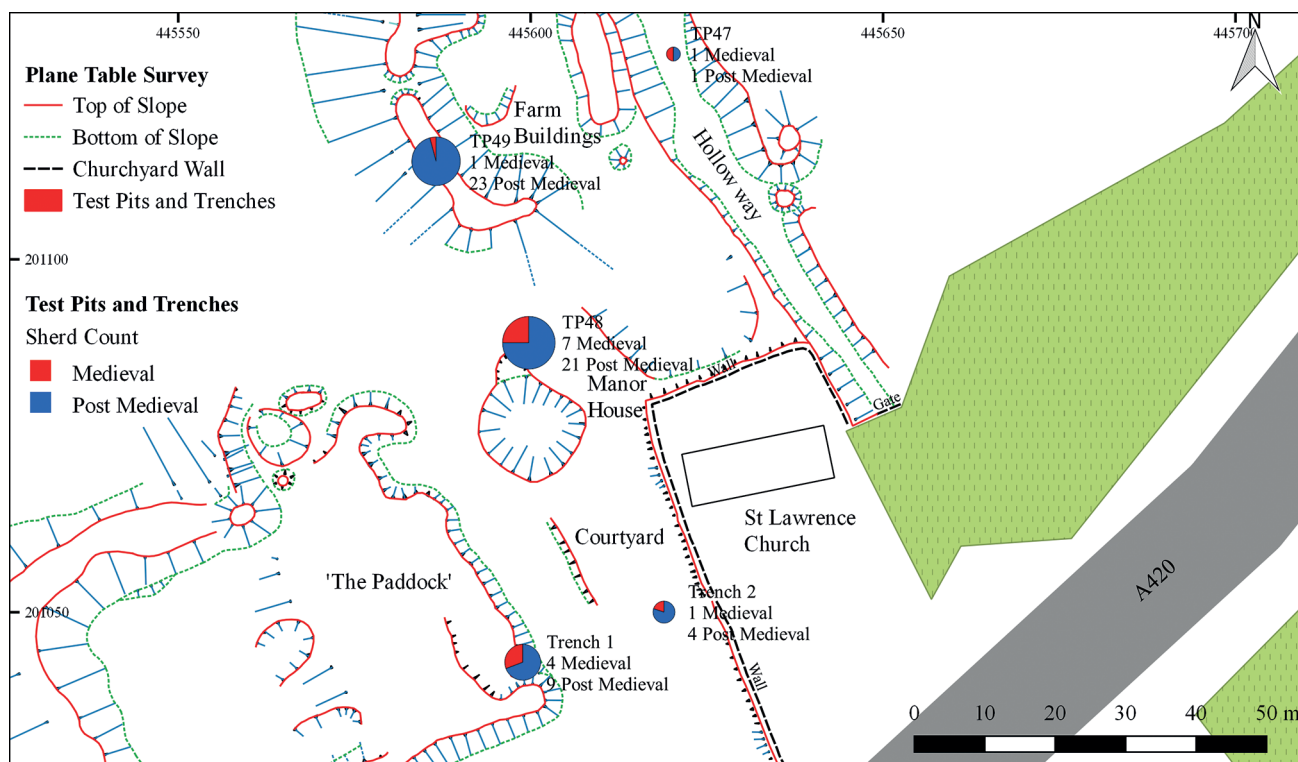 445550
445600
445650
44570
N
Plane Table Survey
Top of Slope
Bottom of Slope
Churchyard Wall
Test Pits and Trenches
TP47
1 Medieval
1 Post Medieval
Farm
Buildings
TP49
1 Medieval
23 Post Medieval
Hollow way
201100
Test Pits and Trenches
Sherd Count
Medieval
Post Medieval
TP48
7 Medieval
21 Post Medieval
Manor
House
Wall
Gate
St Lawrence
Church
Courtyard
'The Paddock'
201050
A420
Trench 2
1 Medieval
4 Post Medieval
Trench 1
4 Medieval
9 Post Medieval
Wall
0 10 20 30 40 50 m